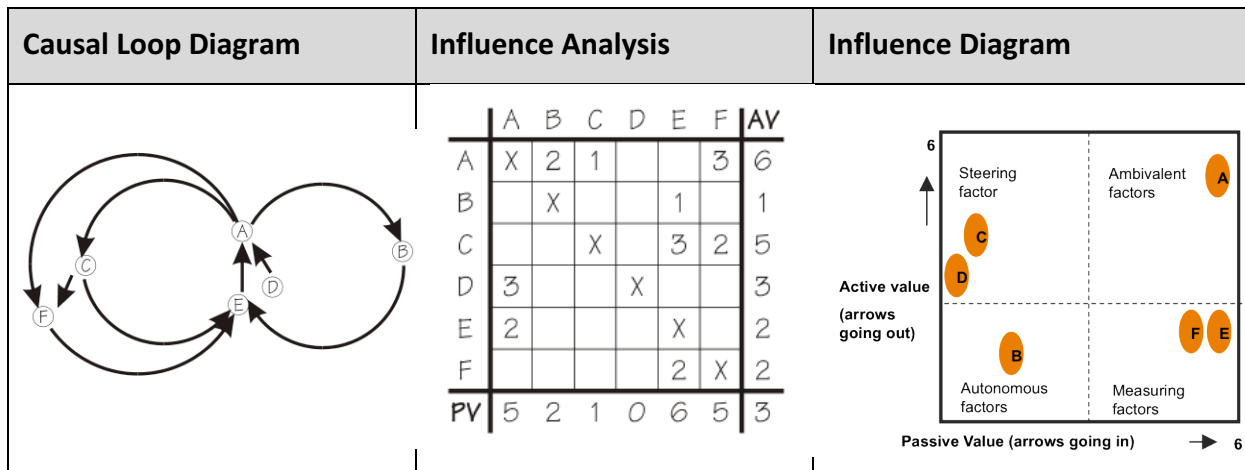 Causal Loop Diagram
Influence Analysis
Influence Diagram
A
B
C
D
E
F
A B C D E F AV
A X 2 1 3 6
B X 1 1
C X 3 2 5
D 3 X 3
E 2 X 2
F 2 X 2
PV 5 2 1 0 6 5 3
6
Steering
factor
Ambivalent
factors
A
C
D
Active value
(arrows
going out)
B
F E
Autonomous
factors
Measuring
factors
Passive Value (arrows going in) 6